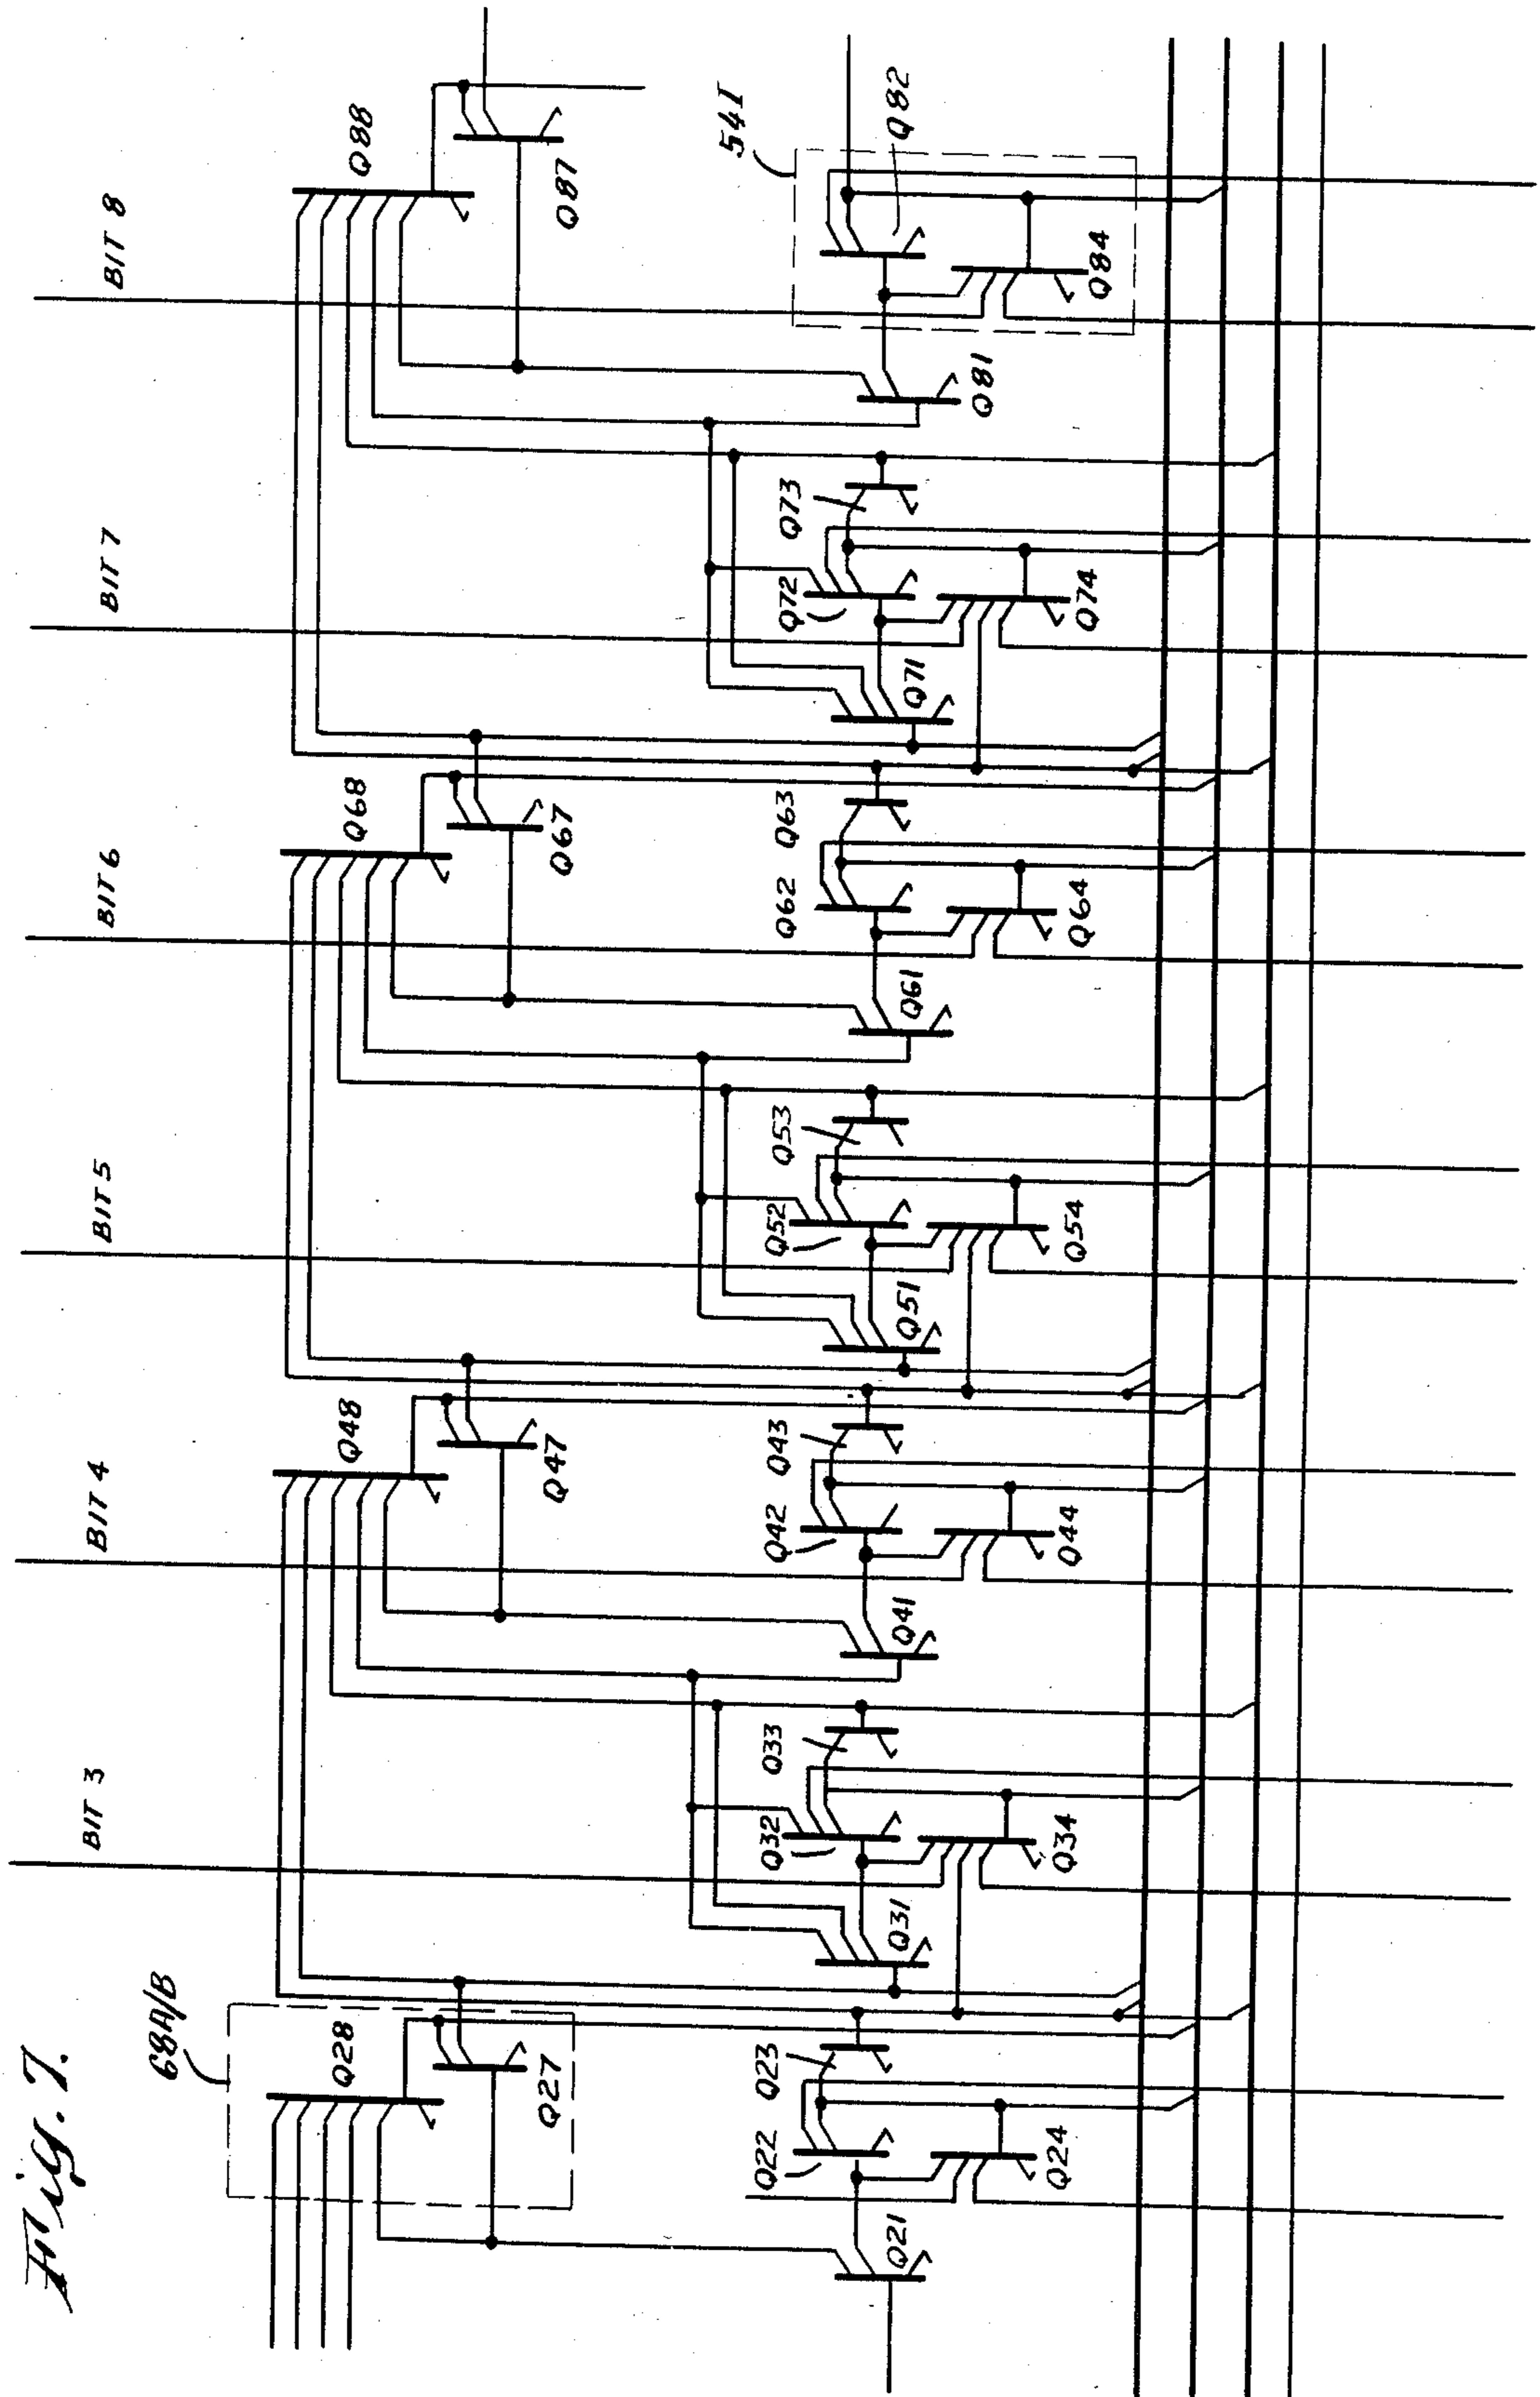 Fig. 7.
68A/B
BIT 3
BIT 4
BIT 5
BIT 6
BIT 7
BIT 8
Q28
Q27
Q48
Q47
Q68
Q67
Q88
Q87
54I
Q21
Q22
Q23
Q24
Q31
Q32
Q33
Q34
Q41
Q42
Q43
Q44
Q51
Q52
Q53
Q54
Q61
Q62
Q63
Q64
Q71
Q72
Q73
Q74
Q81
Q82
Q84